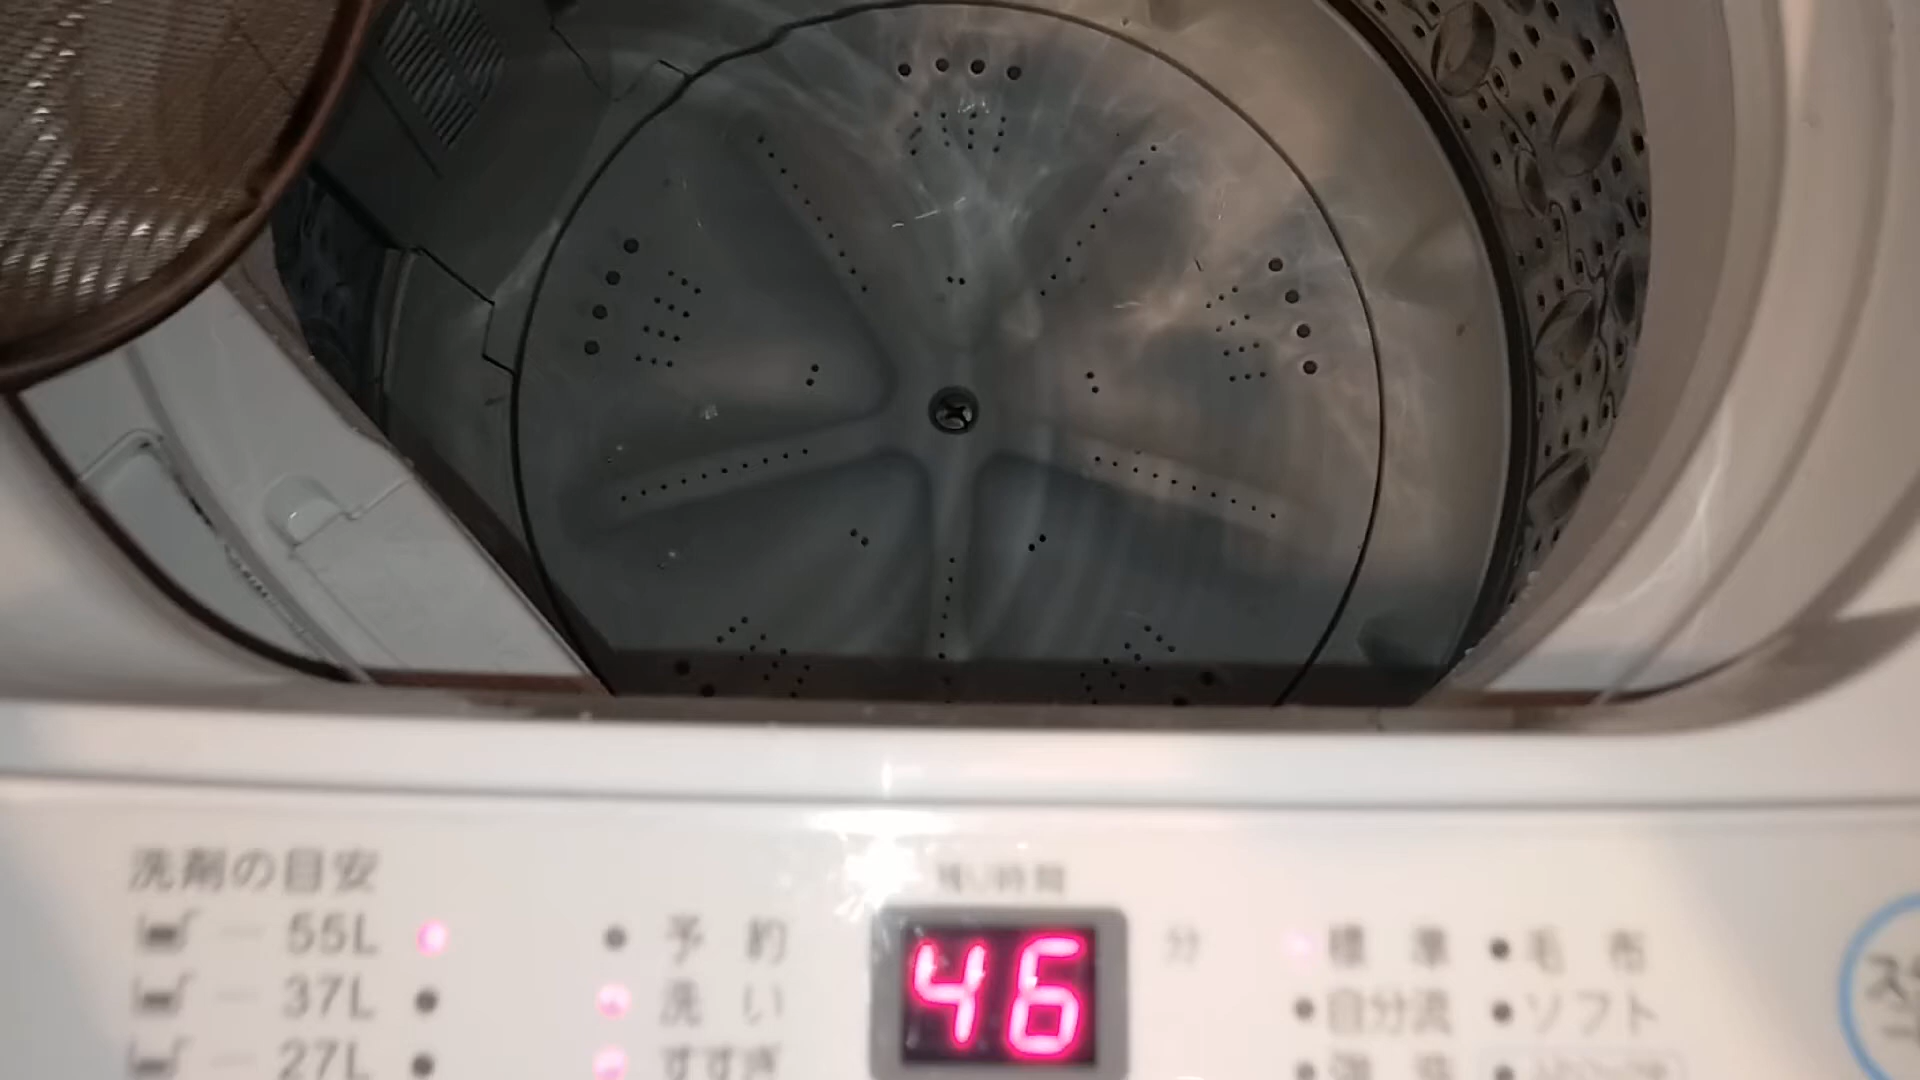 洗剤の目安
残り時間
55L
予約
46
分
標準
毛布
37L
洗い
自分流
ソフト
27L
すすぎ